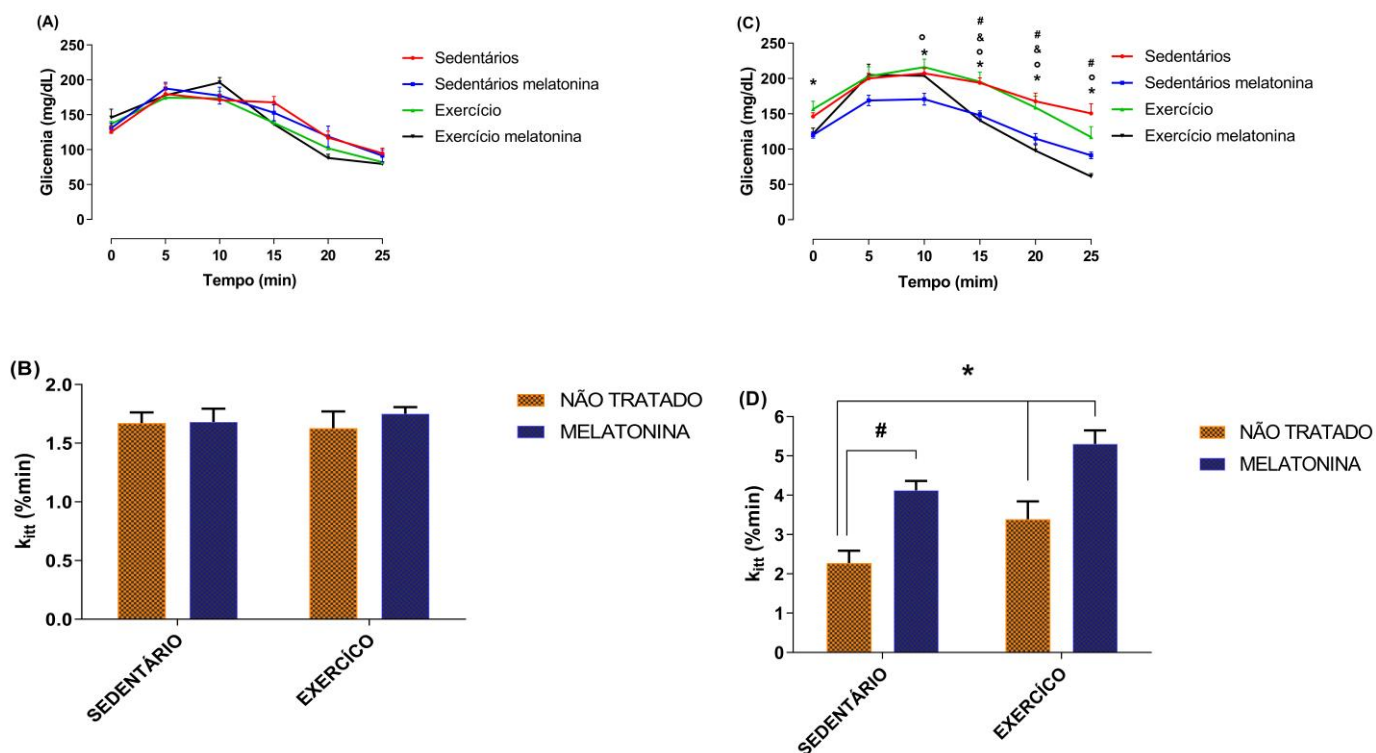 (A)
250
200
150
100
50
0
Glicemia (mg/dL)
0 5 10 15 20 25
Tempo (min)
Sedentários
Sedentários melatonina
Exercício
Exercício melatonina
(C)
250
200
150
100
50
0
Glicemia (mg/dL)
*
° *
# & ° *
# & ° *
# ° *
0 5 10 15 20 25
Tempo (mim)
Sedentários
Sedentários melatonina
Exercício
Exercício melatonina
(B)
2.0
1.5
1.0
0.5
0.0
kitt (%min)
SEDENTÁRIO
EXERCÍCO
NÃO TRATADO
MELATONINA
(D)
6
5
4
3
2
1
0
kitt (%min)
*
#
SEDENTÁRIO
EXERCÍCO
NÃO TRATADO
MELATONINA